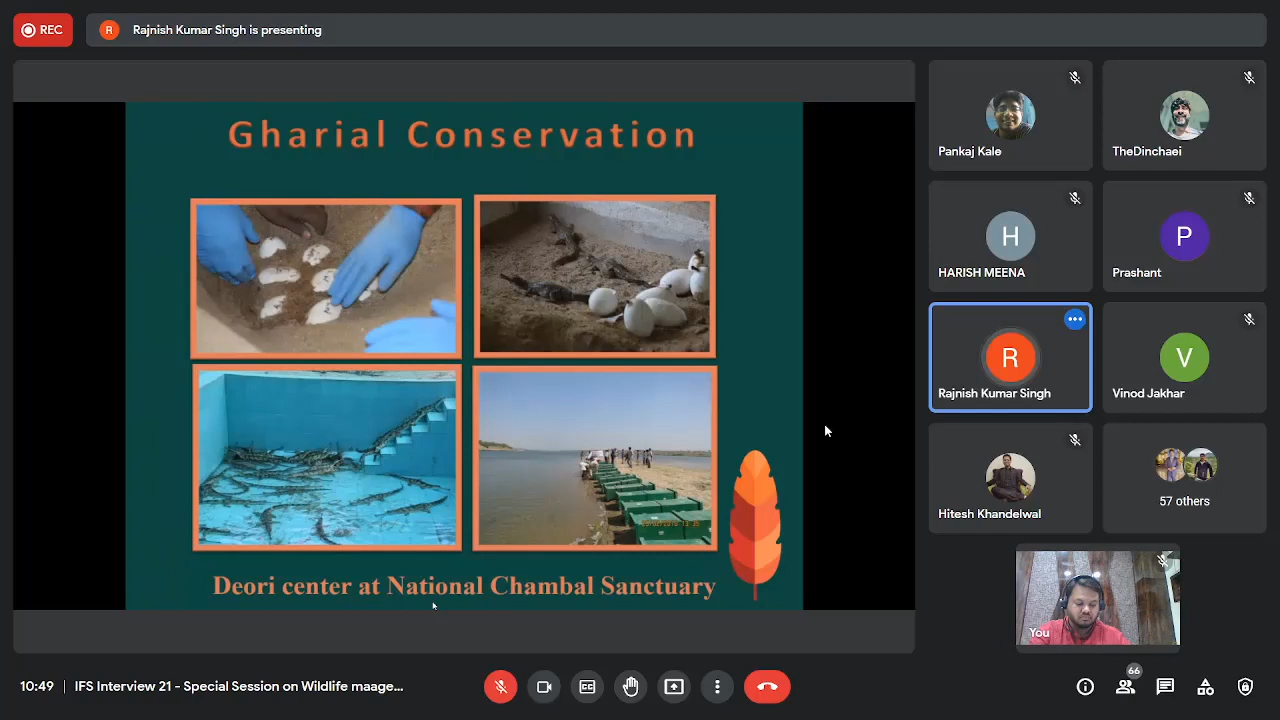 REC
R
Rajnish Kumar Singh is presenting
Gharial Conservation
Deori center at National Chambal Sanctuary
Pankaj Kale
TheDinchaei
H
HARISH MEENA
P
Prashant
R
Rajnish Kumar Singh
V
Vinod Jakhar
Hitesh Khandelwal
57 others
You
10:49
IFS Interview 21 - Special Session on Wildlife maage...
CC
66